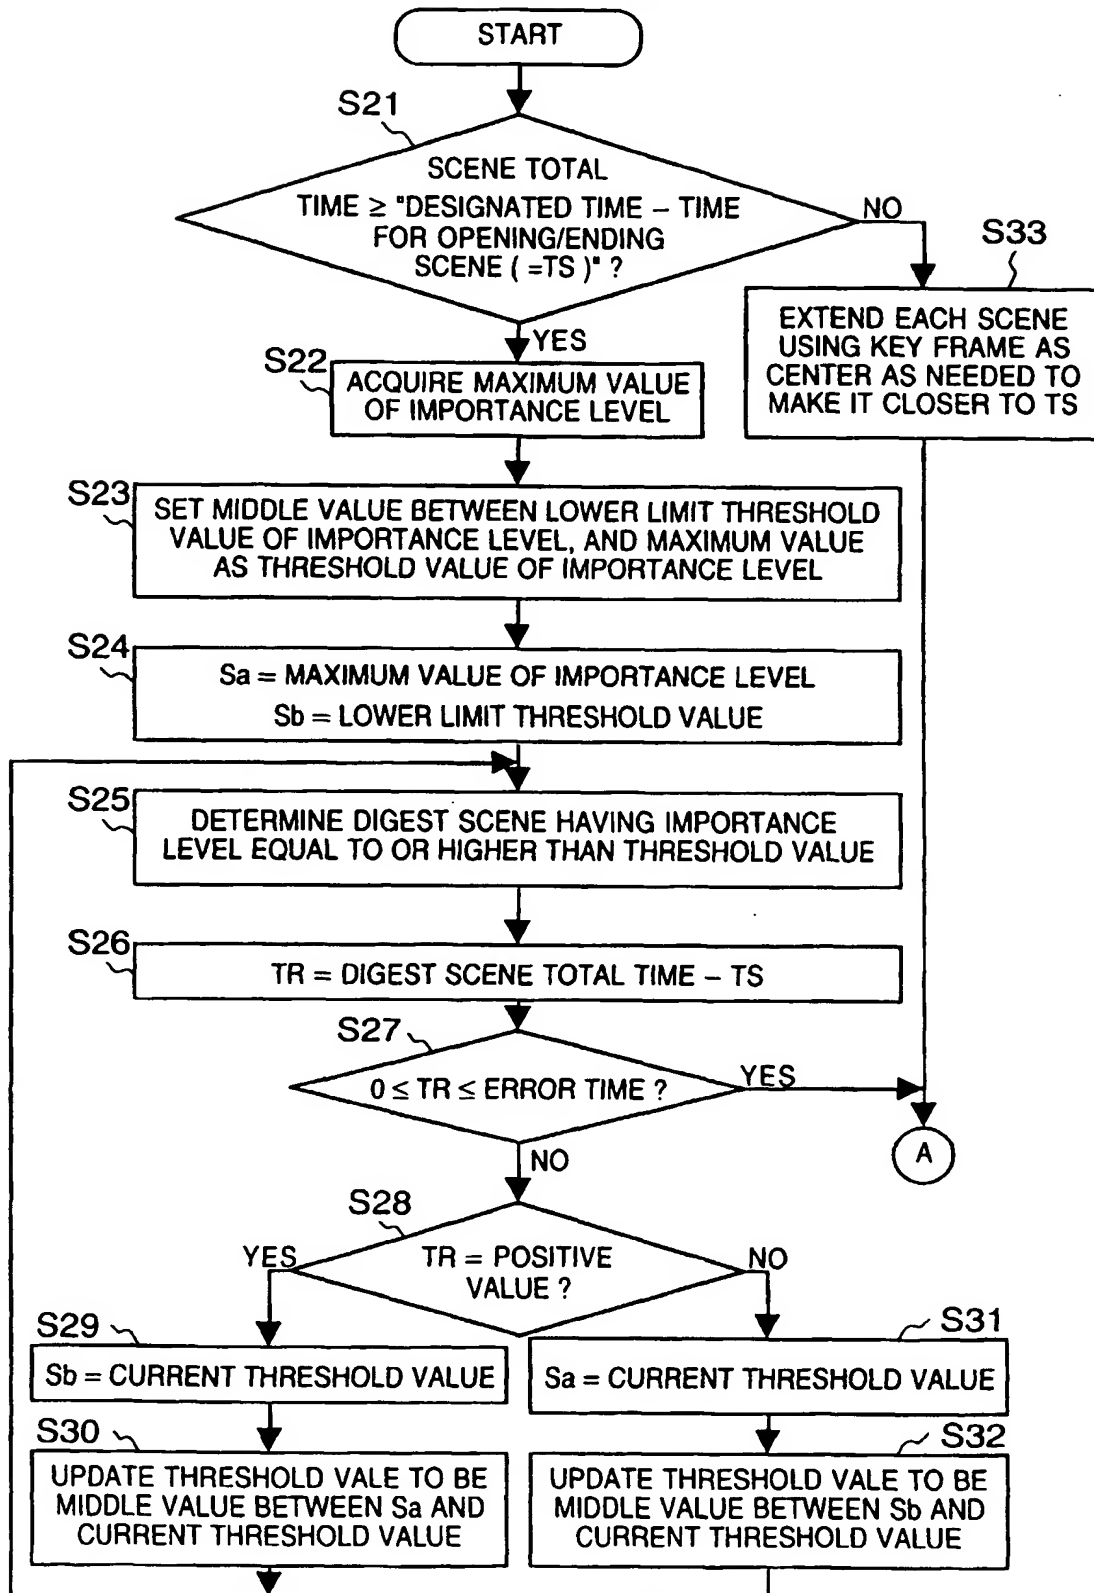 START
S21
SCENE TOTAL
TIME ≥ "DESIGNATED TIME – TIME
FOR OPENING/ENDING
SCENE ( =TS )" ?
NO
S33
EXTEND EACH SCENE
USING KEY FRAME AS
CENTER AS NEEDED TO
MAKE IT CLOSER TO TS
YES
S22
ACQUIRE MAXIMUM VALUE
OF IMPORTANCE LEVEL
S23
SET MIDDLE VALUE BETWEEN LOWER LIMIT THRESHOLD
VALUE OF IMPORTANCE LEVEL, AND MAXIMUM VALUE
AS THRESHOLD VALUE OF IMPORTANCE LEVEL
S24
Sa = MAXIMUM VALUE OF IMPORTANCE LEVEL
Sb = LOWER LIMIT THRESHOLD VALUE
S25
DETERMINE DIGEST SCENE HAVING IMPORTANCE
LEVEL EQUAL TO OR HIGHER THAN THRESHOLD VALUE
S26
TR = DIGEST SCENE TOTAL TIME – TS
S27
0 ≤ TR ≤ ERROR TIME ?
YES
A
NO
S28
TR = POSITIVE
VALUE ?
YES
NO
S29
Sb = CURRENT THRESHOLD VALUE
S31
Sa = CURRENT THRESHOLD VALUE
S30
UPDATE THRESHOLD VALE TO BE
MIDDLE VALUE BETWEEN Sa AND
CURRENT THRESHOLD VALUE
S32
UPDATE THRESHOLD VALE TO BE
MIDDLE VALUE BETWEEN Sb AND
CURRENT THRESHOLD VALUE